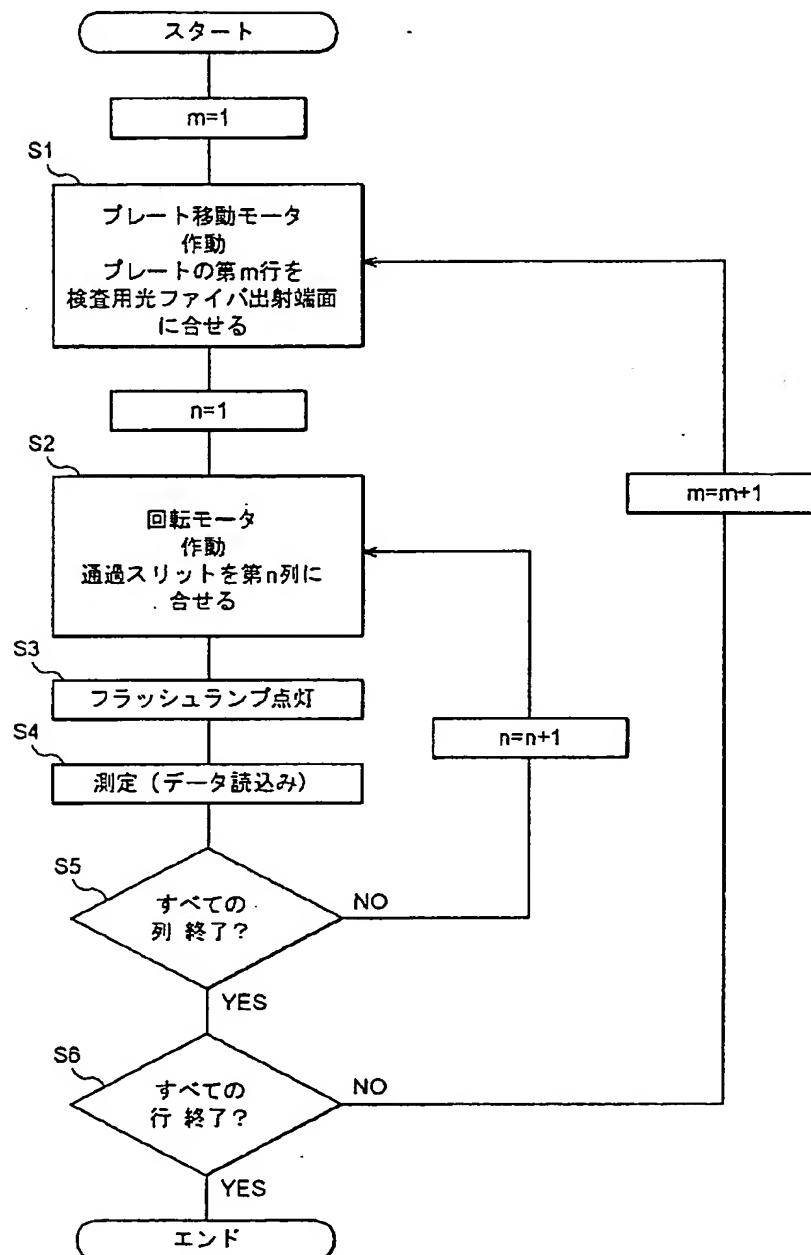 スタート
m=1
S1
プレート移動モータ
作動
プレートの第m行を
検査用光ファイバ出射端面
に合せる
n=1
S2
回転モータ
作動
通過スリットを第n列に
合せる
m=m+1
S3
フラッシュランプ点灯
n=n+1
S4
測定（データ読込み）
S5
すべての
列 終了？
NO
YES
S6
すべての
行 終了？
NO
YES
エンド